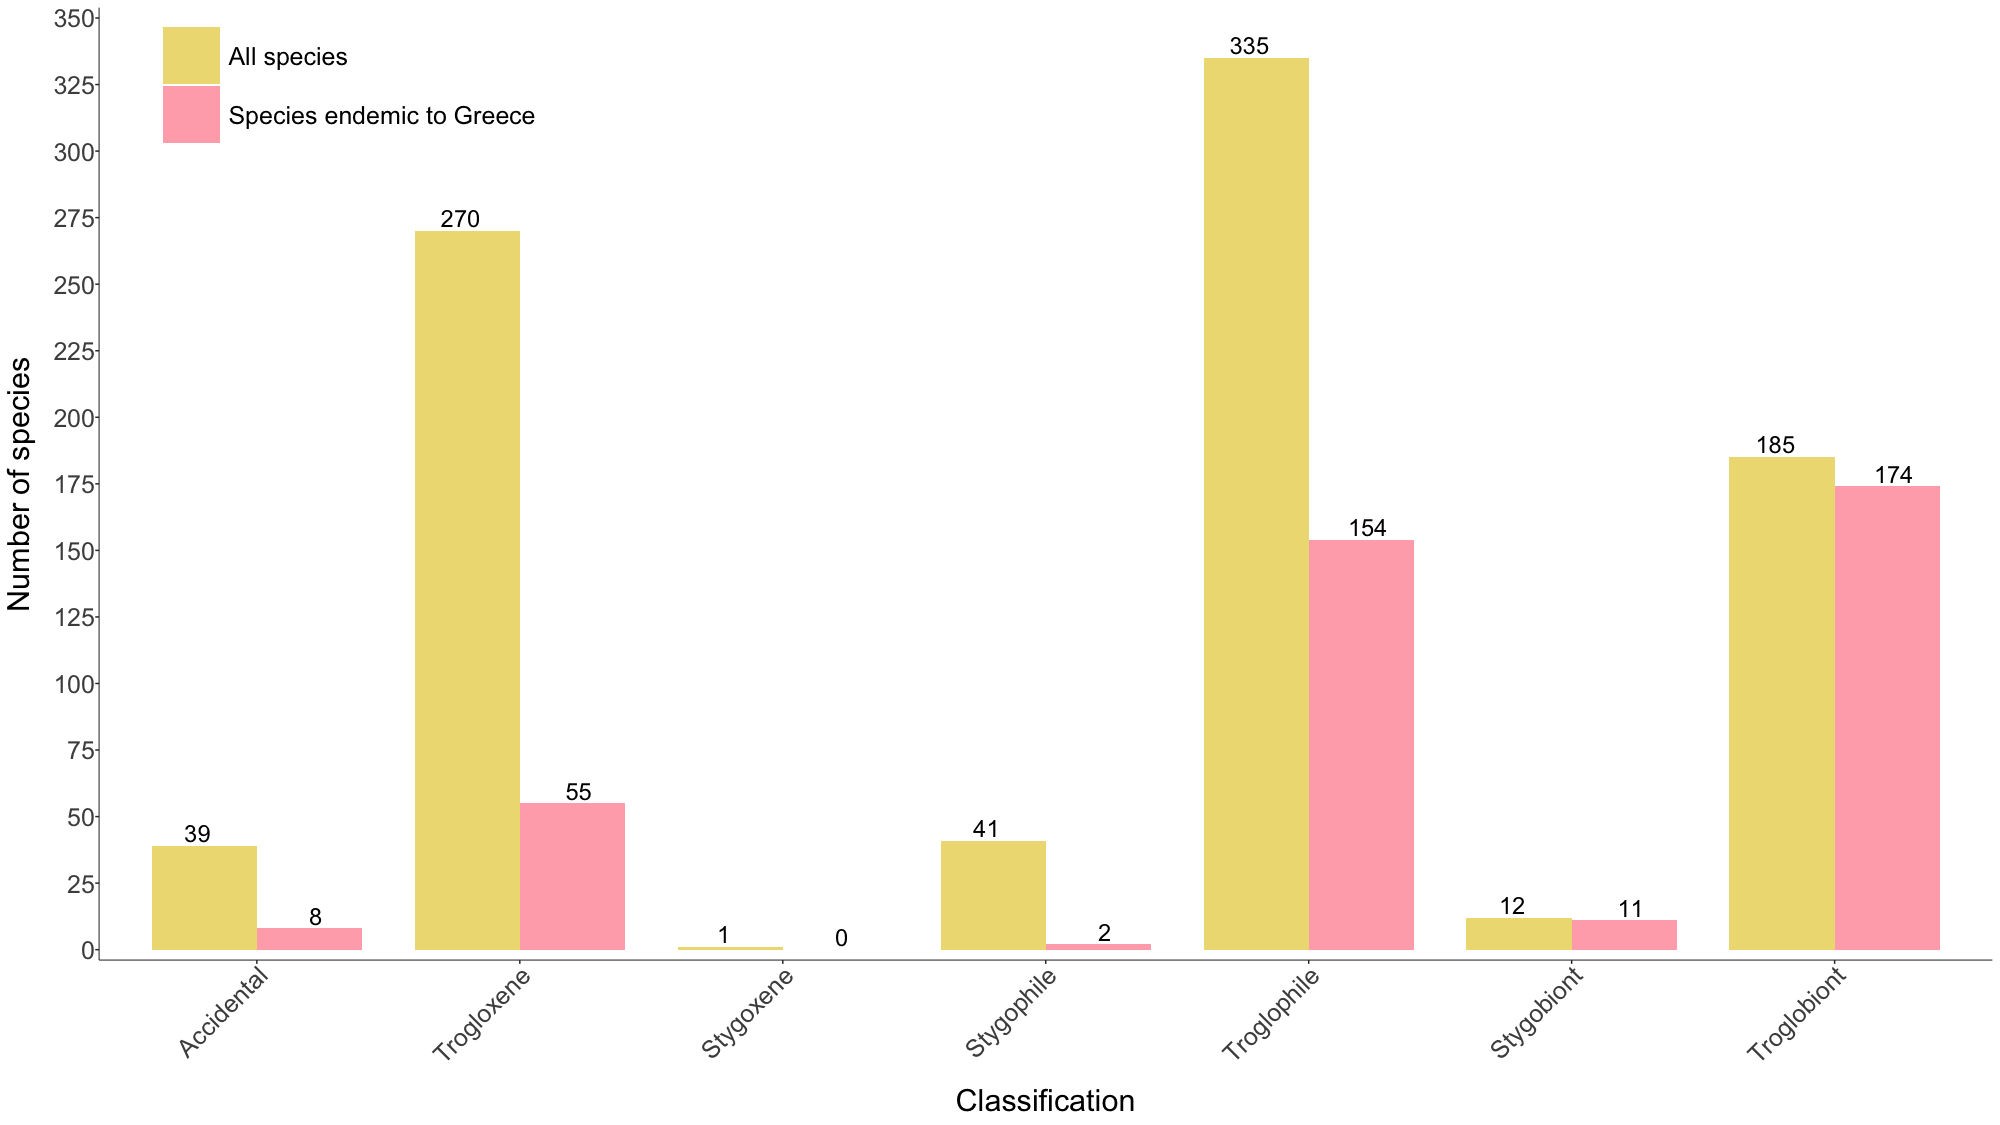 All species
Species endemic to Greece
Number of species
350
325
300
275
250
225
200
175
150
125
100
75
50
25
0
39
8
270
55
1
0
41
2
335
154
12
11
185
174
Accidental
Trogloxene
Stygoxene
Stygophile
Troglophile
Stygobiont
Troglobiont
Classification